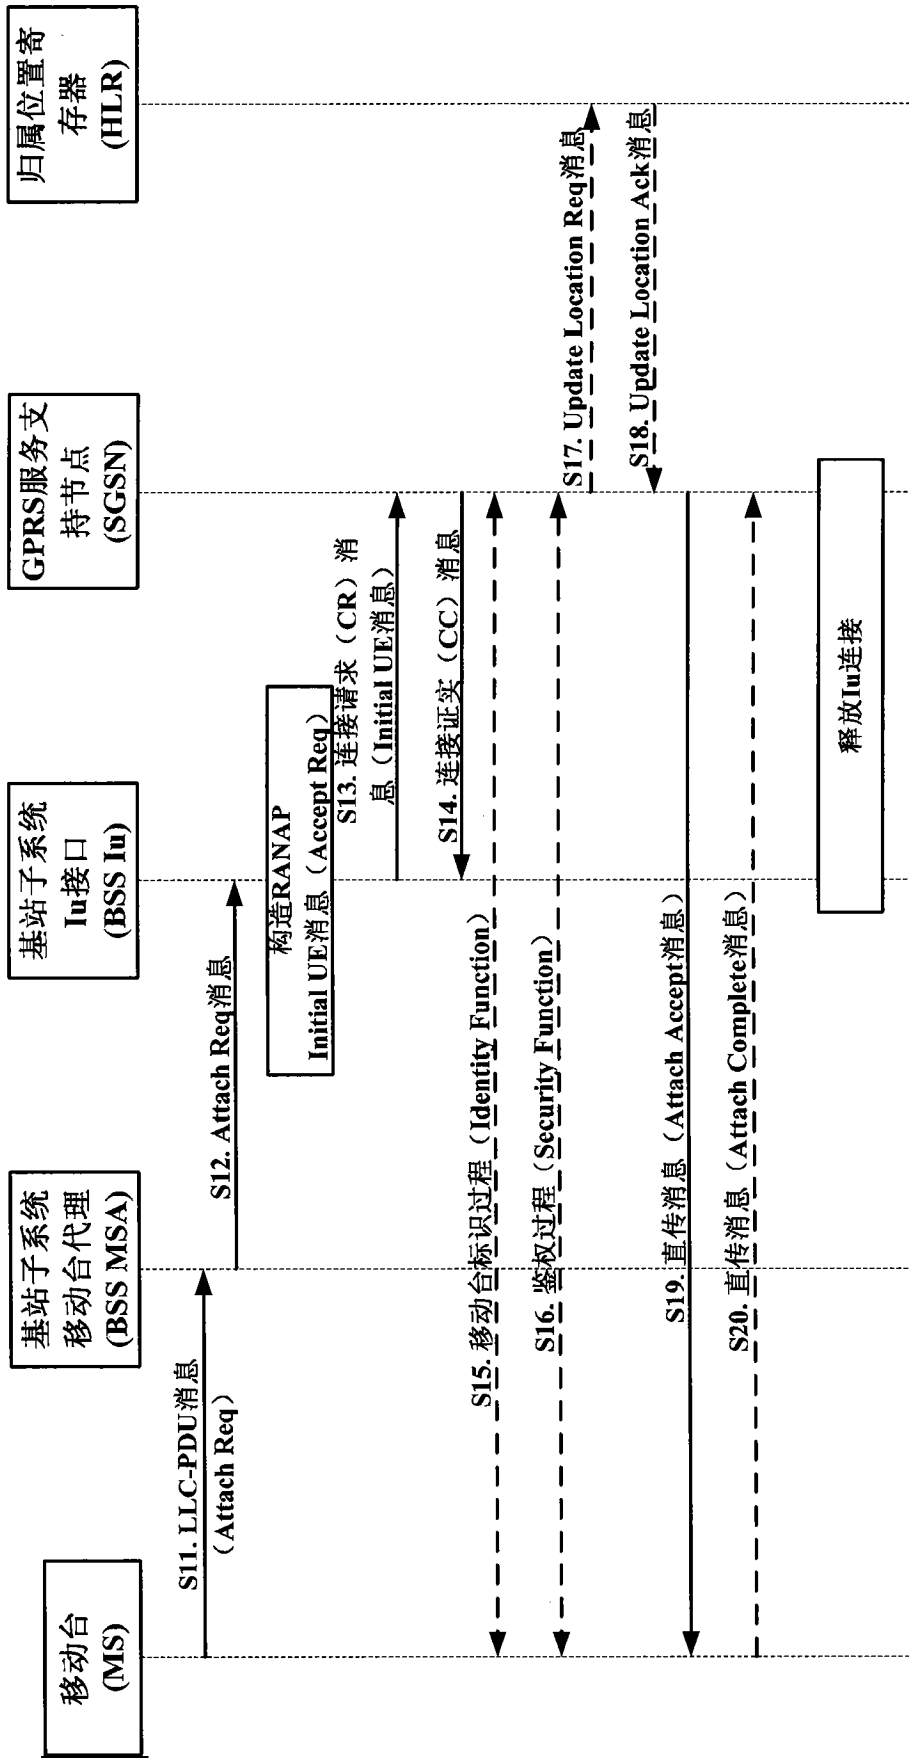 移动台
(MS)
基站子系统
移动台代理
(BSS MSA)
基站子系统
Iu接口
(BSS Iu)
GPRS服务支
持节点
(SGSN)
归属位置寄
存器
(HLR)
S11. LLC-PDU消息
(Attach Req)
S12. Attach Req消息
构造RANAP
Initial UE消息（Accept Req）
S13. 连接请求（CR）消
息（Initial UE消息）
S14. 连接证实（CC）消息
S15. 移动台标识过程（Identity Function）
S16. 鉴权过程（Security Function）
S17. Update Location Req消息
S18. Update Location Ack消息
S19. 直传消息（Attach Accept消息）
S20. 直传消息（Attach Complete消息）
释放Iu连接